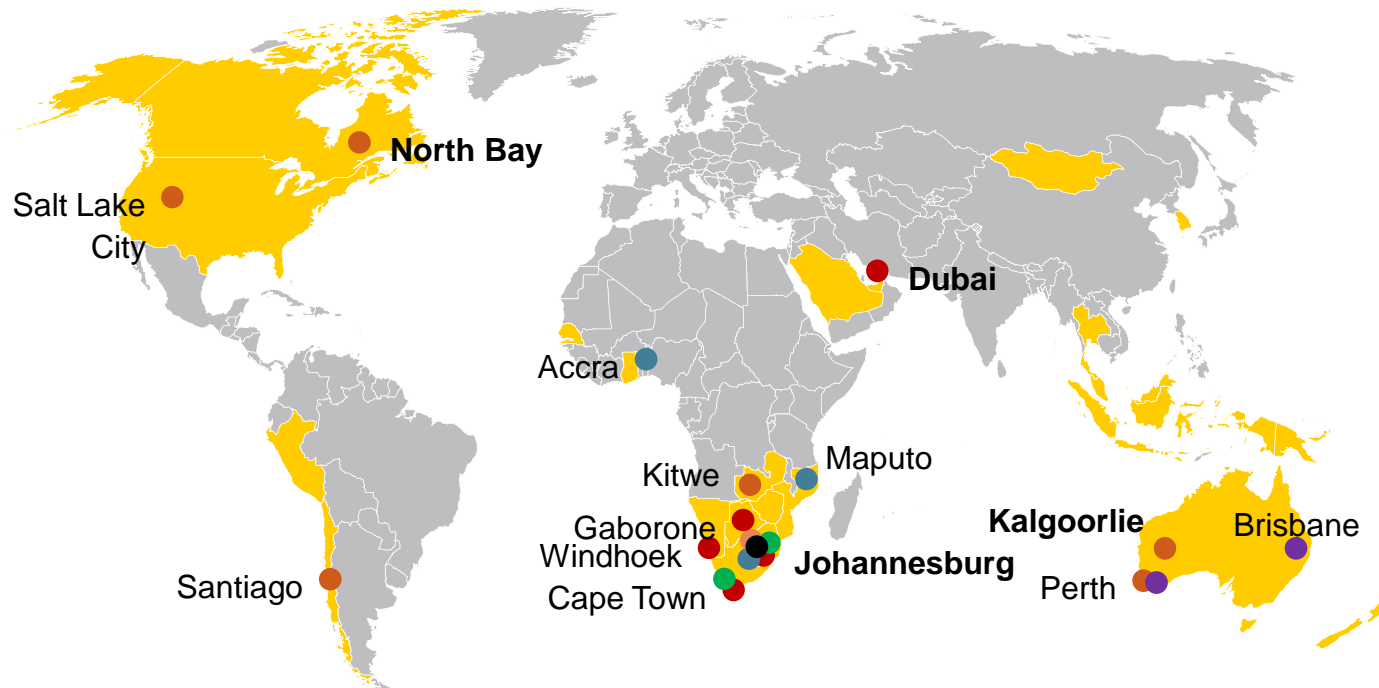 North Bay
Salt Lake
City
Dubai
Accra
Maputo
Kitwe
Kalgoorlie
Brisbane
Gaborone
Windhoek
Johannesburg
Santiago
Perth
Cape Town